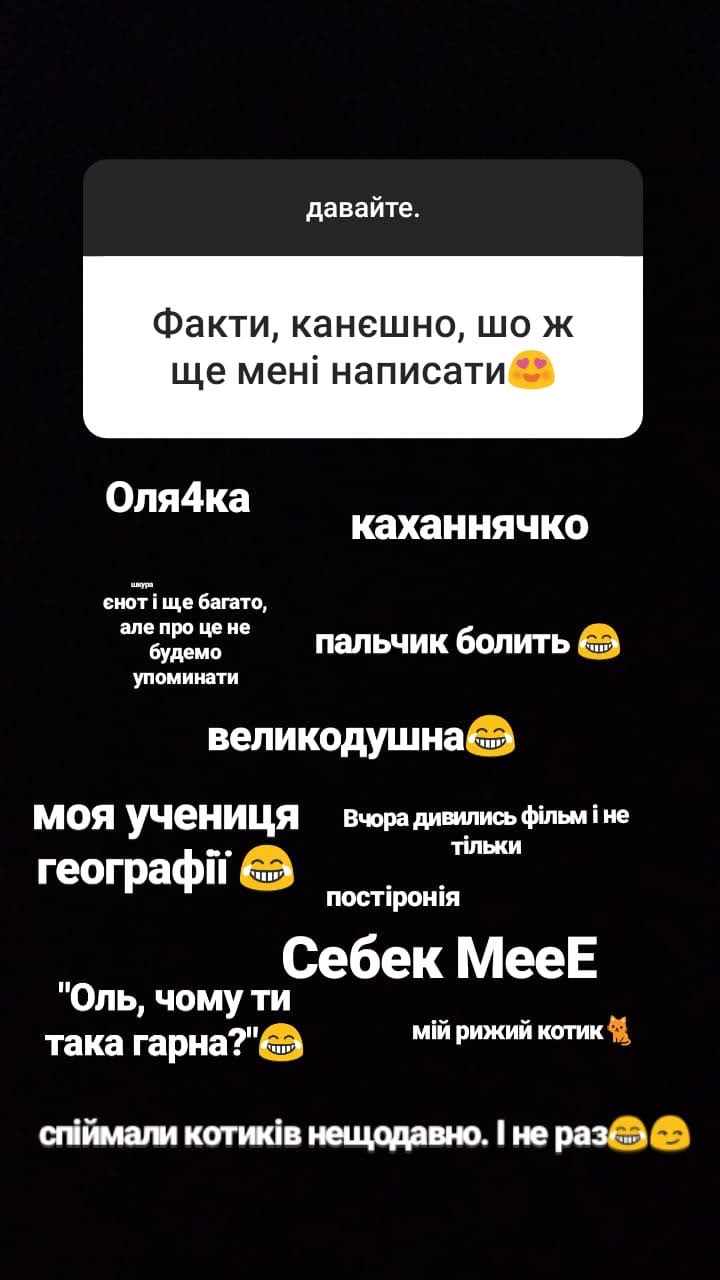 давайте.
Факти, канєшно, шо ж
ще мені написати😍
Оля4ка
каханнячко
шкура
єнот і ще багато,
але про це не
будемо
упоминати
пальчик болить 😂
великодушна😂
моя учениця
географії 😂
Вчора дивились фільм і не
тільки
постіронія
Себек МееЕ
"Оль, чому ти
така гарна?"😂
мій рижий котик🐈
спіймали котиків нещодавно. І не раз😂😏